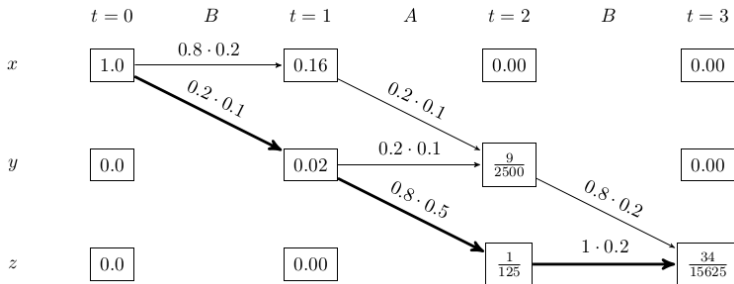 t = 0 B t = 1 A t = 2 B t = 3
0.8 · 0.2
x 1.0 0.16 0.00 0.00
0.2 · 0.1 0.2 · 0.1
0.2 · 0.1
y 0.0 0.02 9/2500 0.00
0.8 · 0.5 0.8 · 0.2
1 · 0.2
z 0.0 0.00 1/125 34/15625